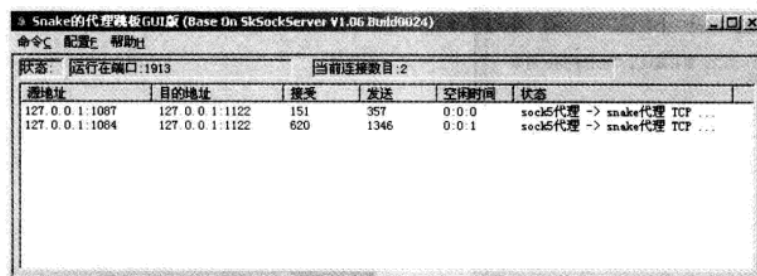 Snake的代理跳板GUI版 (Base On SkSockServer V1.06 Build0024)
命令C 配置E 帮助H
状态: 运行在端口:1913 当前连接数目:2
源地址 目的地址 接受 发送 空闲时间 状态
127.0.0.1:1087 127.0.0.1:1122 151 357 0:0:0 sock5代理 -> snake代理 TCP ...
127.0.0.1:1084 127.0.0.1:1122 620 1346 0:0:1 sock5代理 -> snake代理 TCP ...